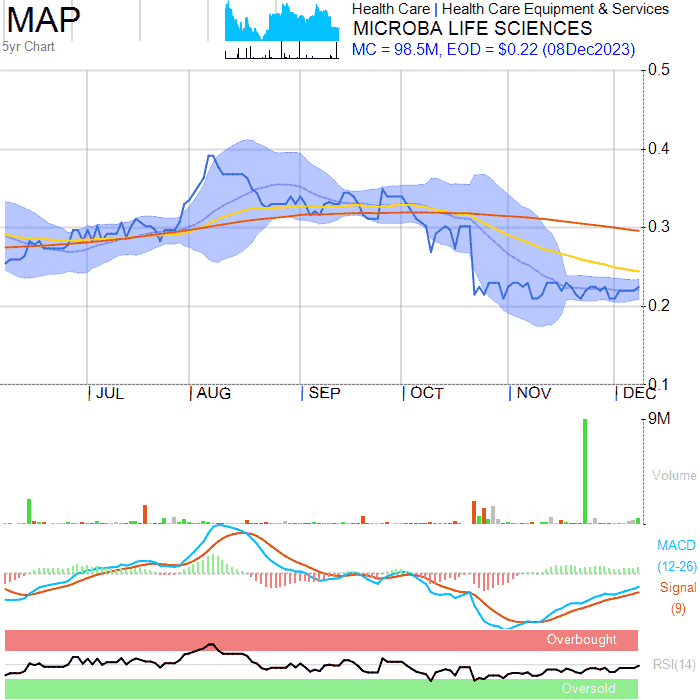 MAP
5yr Chart
Health Care | Health Care Equipment & Services
MICROBA LIFE SCIENCES
MC = 98.5M, EOD = $0.22 (08Dec2023)
0.5
0.4
0.3
0.2
0.1
JUL AUG SEP OCT NOV DEC
9M
Volume
MACD
(12-26)
Signal
(9)
Overbought
RSI(14)
Oversold